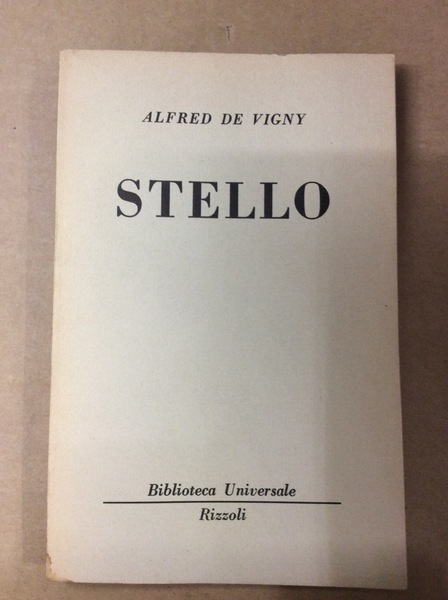 ALFRED DE VIGNY
STELLO
Biblioteca Universale
Rizzoli